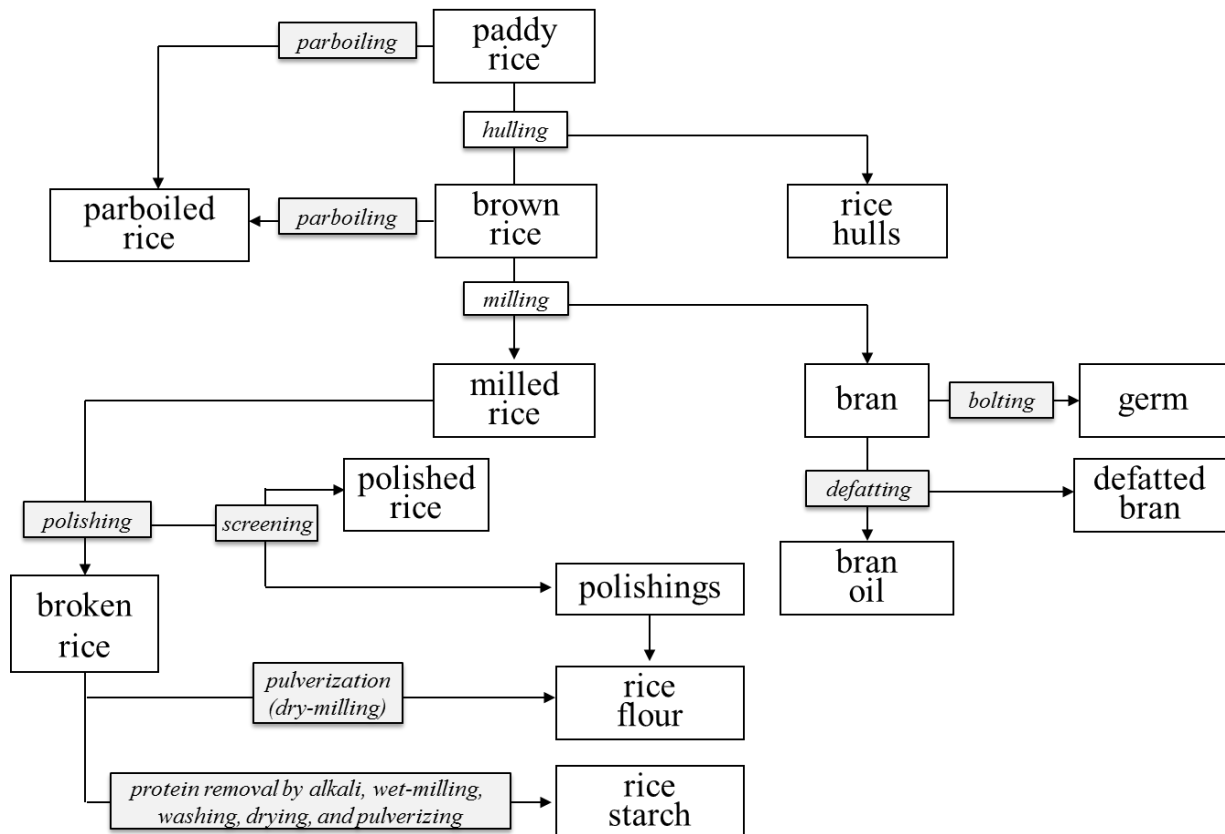 parboiling
paddy
rice
hulling
parboiled
rice
parboiling
brown
rice
rice
hulls
milling
milled
rice
bran
bolting
germ
polished
rice
defatting
defatted
bran
polishing
screening
bran
oil
broken
rice
polishings
pulverization
(dry-milling)
rice
flour
protein removal by alkali, wet-milling,
washing, drying, and pulverizing
rice
starch